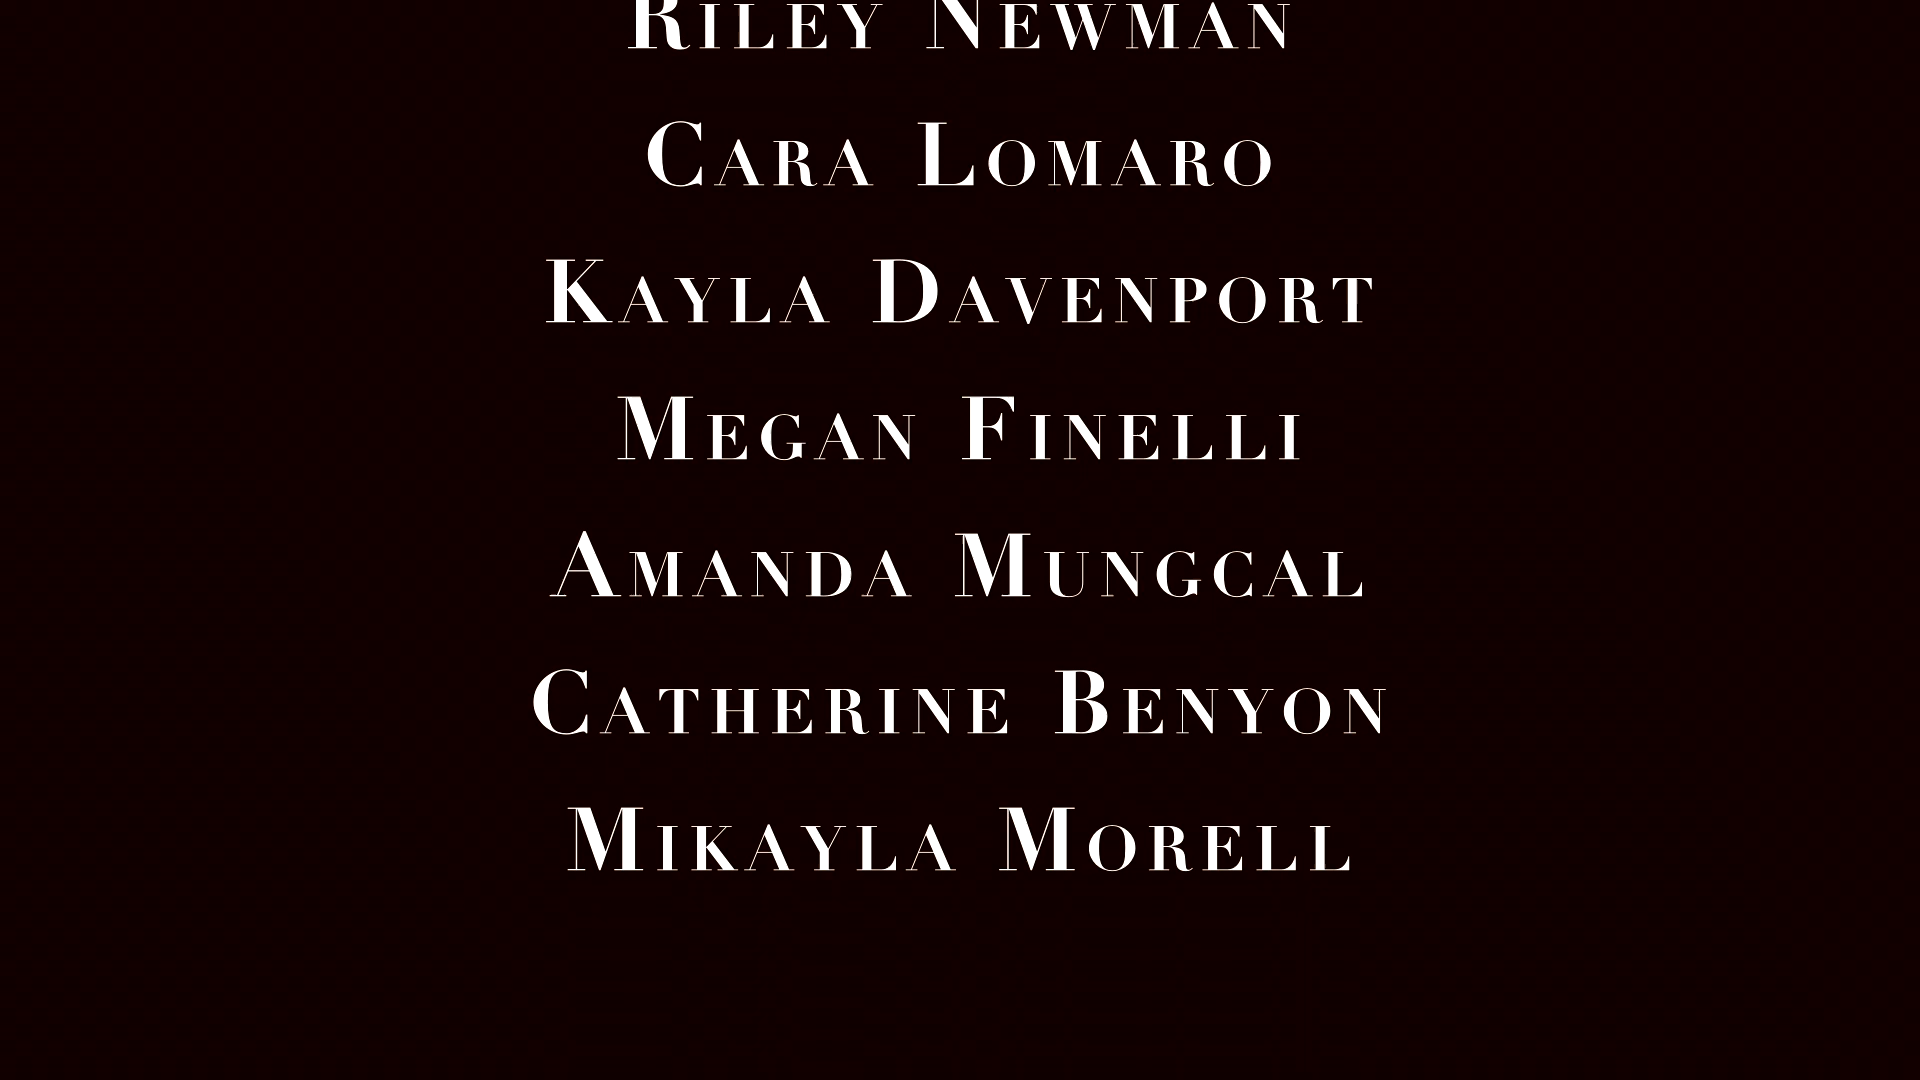 Riley Newman
Cara Lomaro
Kayla Davenport
Megan Finelli
Amanda Mungcal
Catherine Benyon
Mikayla Morell